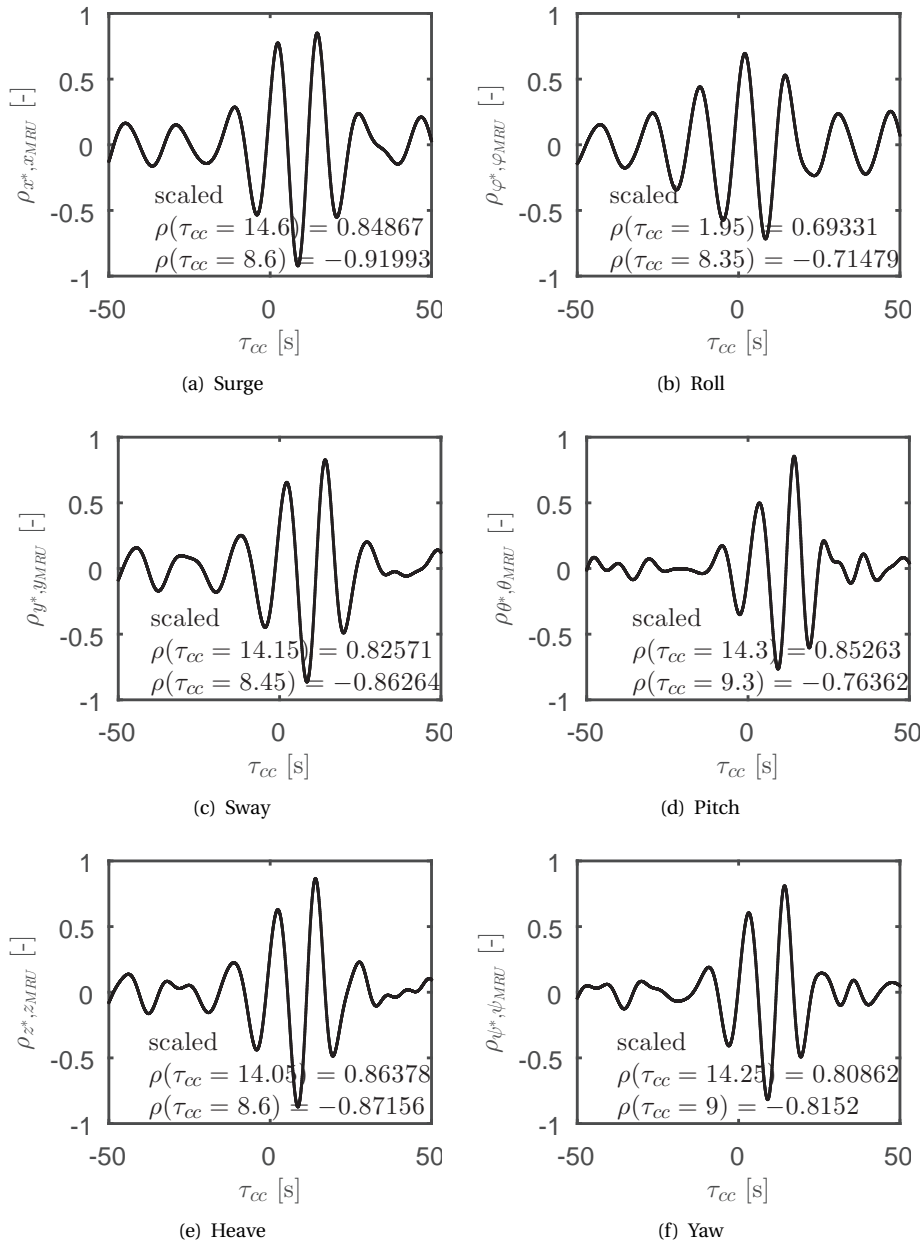 1
0.5
0
-0.5
-1
-50
0
50
τcc [s]
ρx*,xMRU [-]
scaled
ρ(τcc = 14.6) = 0.84867
ρ(τcc = 8.6) = −0.91993
(a) Surge
1
0.5
0
-0.5
-1
-50
0
50
τcc [s]
ρφ*,φMRU [-]
scaled
ρ(τcc = 1.95) = 0.69331
ρ(τcc = 8.35) = −0.71479
(b) Roll
1
0.5
0
-0.5
-1
-50
0
50
τcc [s]
ρy*,yMRU [-]
scaled
ρ(τcc = 14.15) = 0.82571
ρ(τcc = 8.45) = −0.86264
(c) Sway
1
0.5
0
-0.5
-1
-50
0
50
τcc [s]
ρθ*,θMRU [-]
scaled
ρ(τcc = 14.3) = 0.85263
ρ(τcc = 9.3) = −0.76362
(d) Pitch
1
0.5
0
-0.5
-1
-50
0
50
τcc [s]
ρz*,zMRU [-]
scaled
ρ(τcc = 14.05) = 0.86378
ρ(τcc = 8.6) = −0.87156
(e) Heave
1
0.5
0
-0.5
-1
-50
0
50
τcc [s]
ρψ*,ψMRU [-]
scaled
ρ(τcc = 14.25) = 0.80862
ρ(τcc = 9) = −0.8152
(f) Yaw